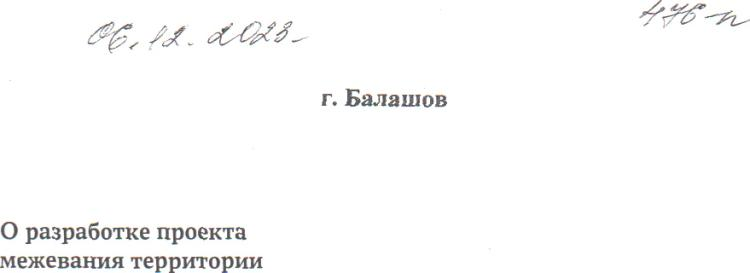 06.12.2023 476-п
г. Балашов
О разработке проекта
межевания территории